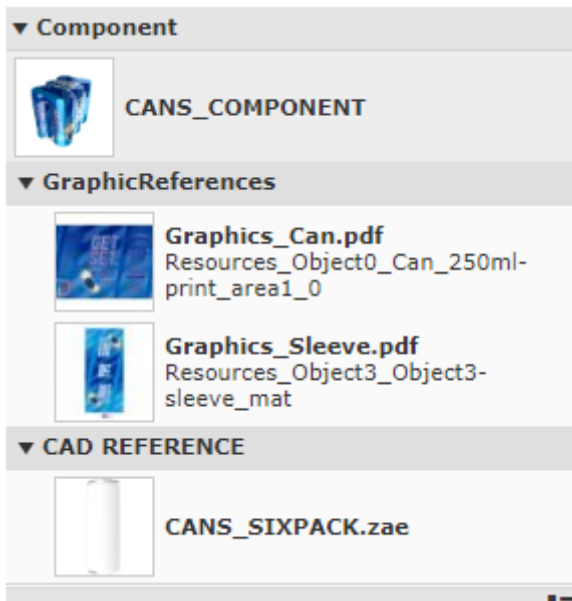 Component
CANS_COMPONENT
GraphicReferences
Graphics_Can.pdf
Resources_Object0_Can_250ml-
print_area1_0
Graphics_Sleeve.pdf
Resources_Object3_Object3-
sleeve_mat
CAD REFERENCE
CANS_SIXPACK.zae